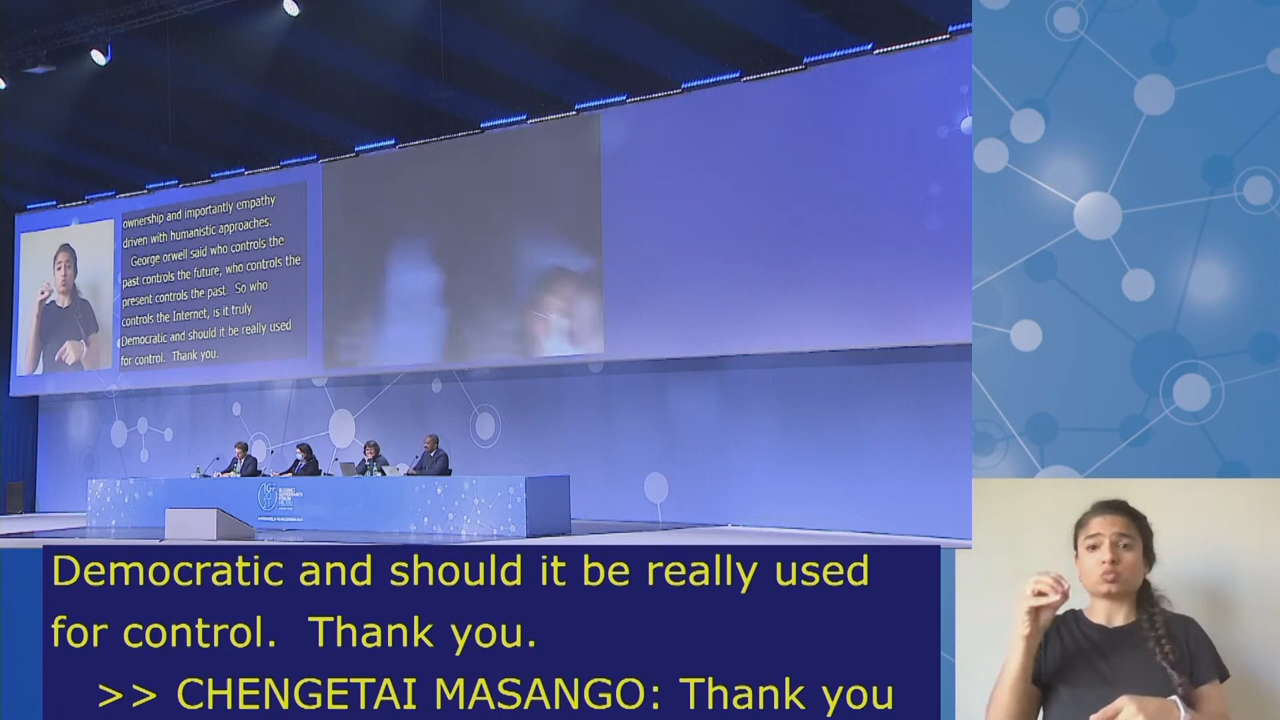 ownership and importantly empathy
driven with humanistic approaches.
George orwell said who controls the
past controls the future, who controls the
present controls the past. So who
controls the Internet, is it truly
Democratic and should it be really used
for control. Thank you.
Democratic and should it be really used
for control. Thank you.
>> CHENGETAI MASANGO: Thank you